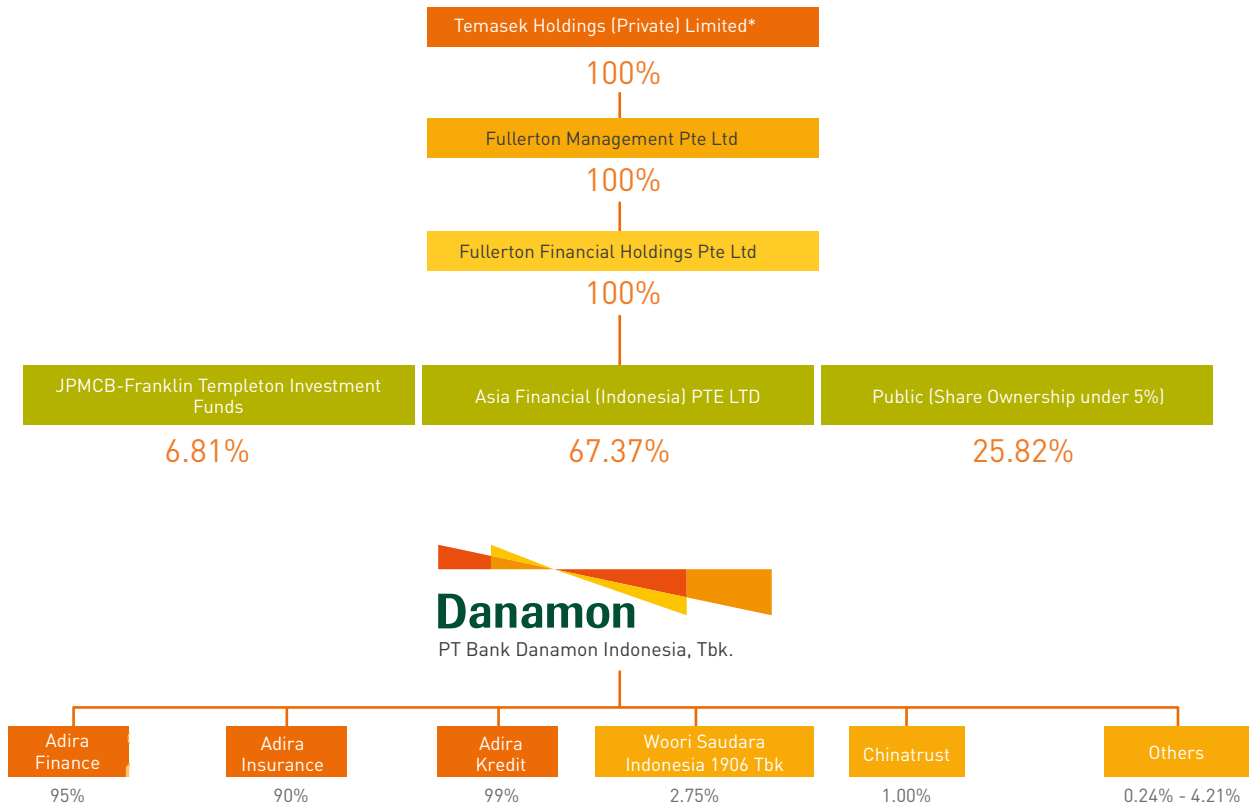 Temasek Holdings (Private) Limited*
100%
Fullerton Management Pte Ltd
100%
Fullerton Financial Holdings Pte Ltd
100%
JPMCB-Franklin Templeton Investment
Funds
6.81%
Asia Financial (Indonesia) PTE LTD
67.37%
Public (Share Ownership under 5%)
25.82%
Danamon
PT Bank Danamon Indonesia, Tbk.
Adira
Finance
95%
Adira
Insurance
90%
Adira
Kredit
99%
Woori Saudara
Indonesia 1906 Tbk
2.75%
Chinatrust
1.00%
Others
0.24% - 4.21%